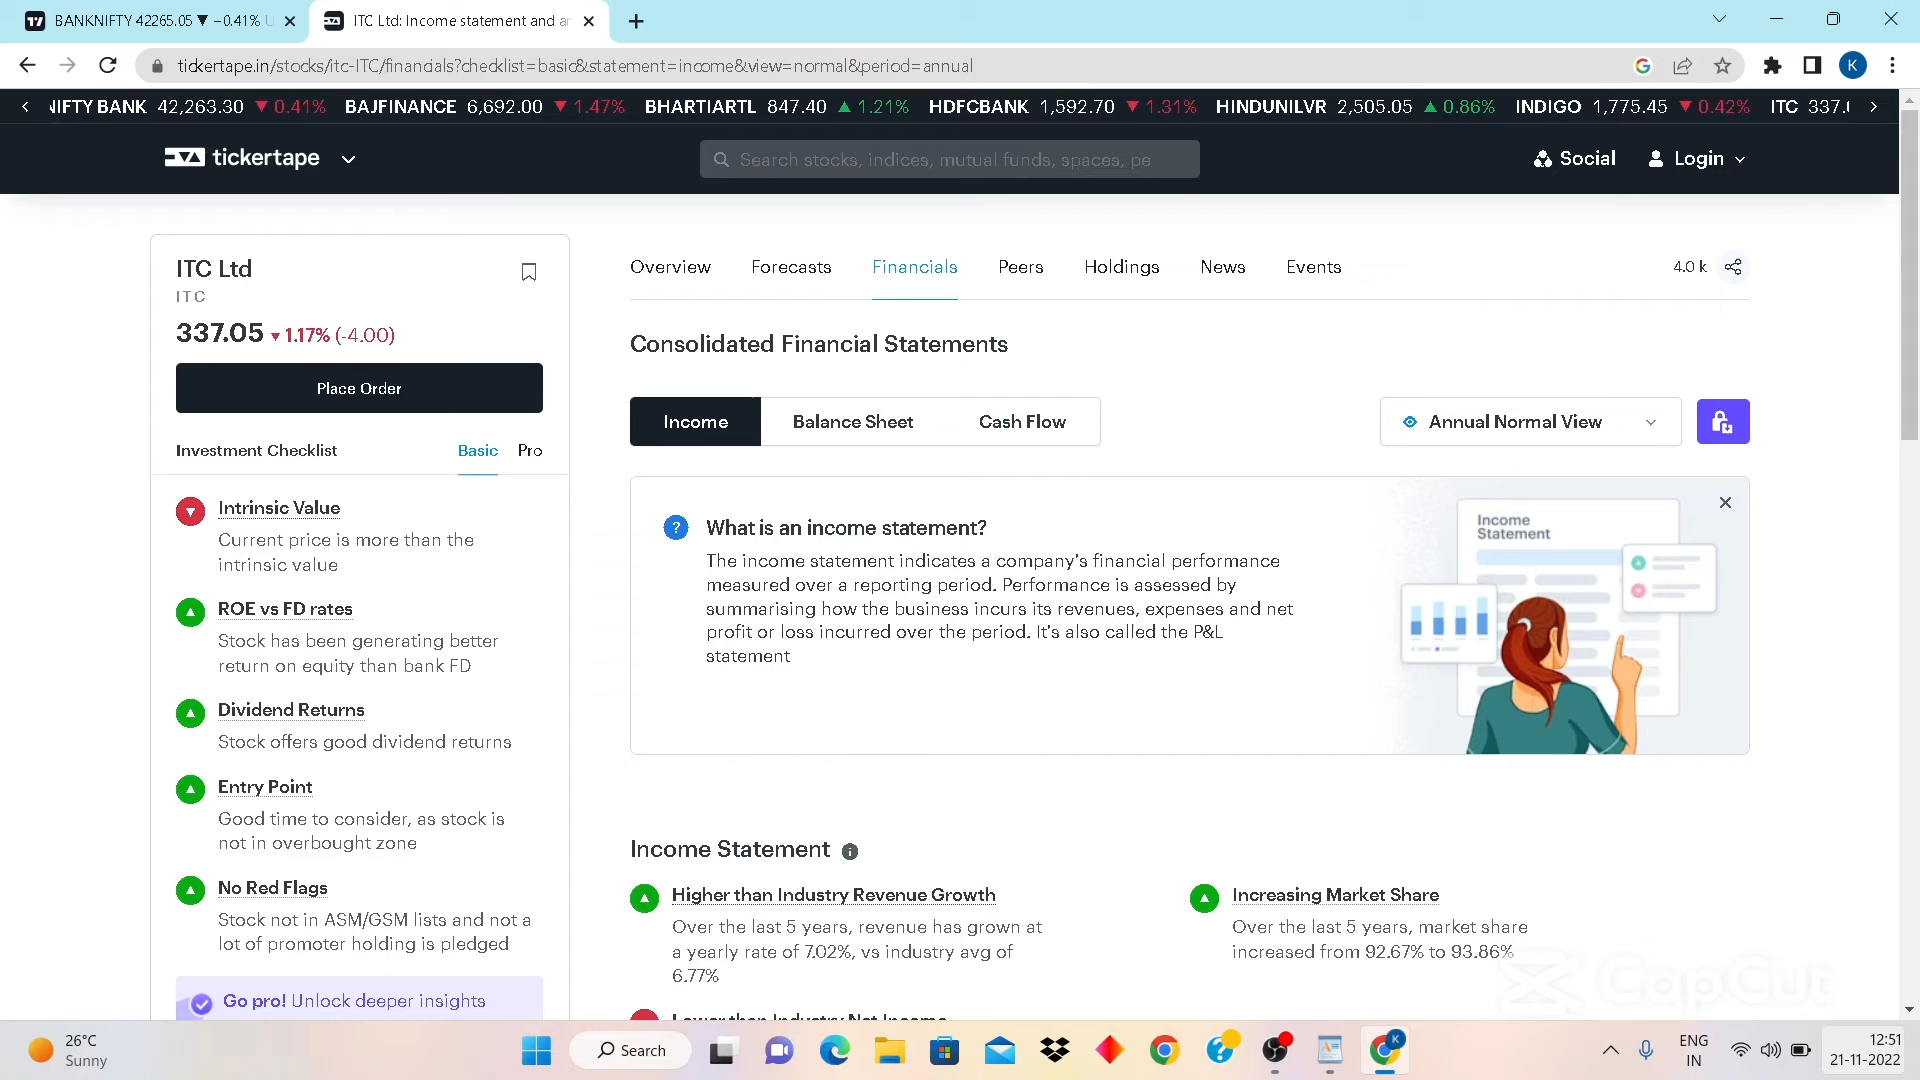 BANKNIFTY 42265.05 ▼ −0.41%
ITC Ltd: Income statement and
tickertape.in/stocks/itc-ITC/financials?checklist=basic&statement=income&view=normal&period=annual
K
NIFTY BANK 42,263.30 ▼ 0.41% BAJFINANCE 6,692.00 ▼ 1.47% BHARTIARTL 847.40 ▲ 1.21% HDFCBANK 1,592.70 ▼ 1.31% HINDUNILVR 2,505.05 ▲ 0.86% INDIGO 1,775.45 ▼ 0.42% ITC 337.
tickertape
Search stocks, indices, mutual funds, spaces, pe
Social
Login
ITC Ltd
ITC
337.05 ▼ 1.17% (-4.00)
Place Order
Investment Checklist
Basic
Pro
Intrinsic Value
Current price is more than the
intrinsic value
ROE vs FD rates
Stock has been generating better
return on equity than bank FD
Dividend Returns
Stock offers good dividend returns
Entry Point
Good time to consider, as stock is
not in overbought zone
No Red Flags
Stock not in ASM/GSM lists and not a
lot of promoter holding is pledged
Go pro! Unlock deeper insights
Overview
Forecasts
Financials
Peers
Holdings
News
Events
4.0 k
Consolidated Financial Statements
Income
Balance Sheet
Cash Flow
Annual Normal View
What is an income statement?
The income statement indicates a company's financial performance
measured over a reporting period. Performance is assessed by
summarising how the business incurs its revenues, expenses and net
profit or loss incurred over the period. It's also called the P&L
statement
Income
Statement
Income Statement
Higher than Industry Revenue Growth
Over the last 5 years, revenue has grown at
a yearly rate of 7.02%, vs industry avg of
6.77%
Increasing Market Share
Over the last 5 years, market share
increased from 92.67% to 93.86%
Lower than Industry Net Income
CapCut
26°C
Sunny
Search
K
ENG
IN
12:51
21-11-2022